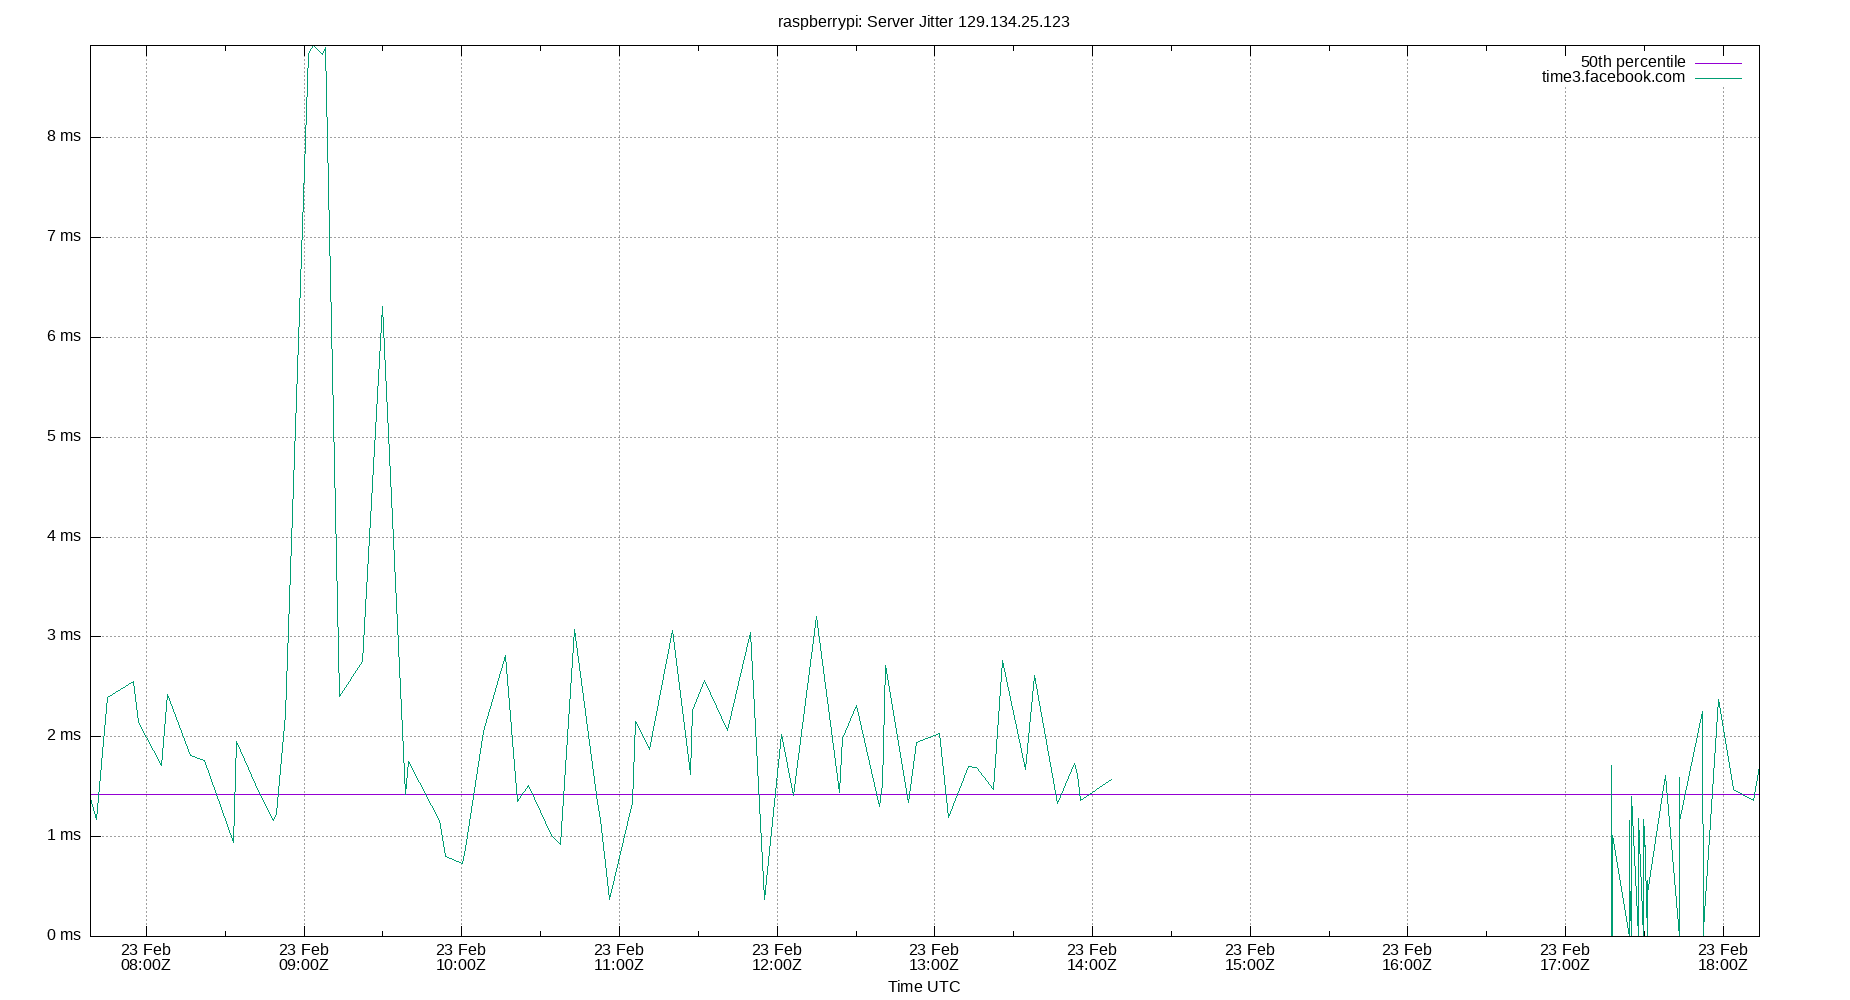 raspberrypi: Server Jitter 129.134.25.123
50th percentile
time3.facebook.com
8 ms
7 ms
6 ms
5 ms
4 ms
3 ms
2 ms
1 ms
0 ms
23 Feb 23 Feb 23 Feb 23 Feb 23 Feb 23 Feb 23 Feb 23 Feb 23 Feb 23 Feb 23 Feb
08:00Z 09:00Z 10:00Z 11:00Z 12:00Z 13:00Z 14:00Z 15:00Z 16:00Z 17:00Z 18:00Z
Time UTC